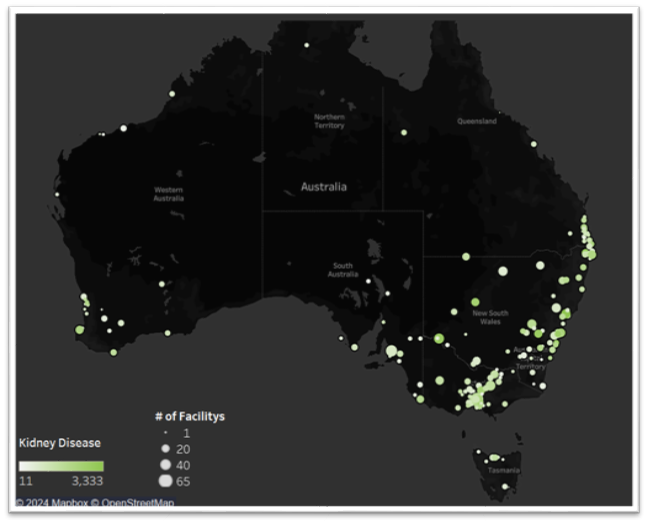 Northern
Territory
Queensland
Western
Australia
Australia
South
Australia
New South
Wales
Territory
# of Facilitys
1
20
40
65
Kidney Disease
11 3,333
Tasmania
© 2024 Mapbox © OpenStreetMap